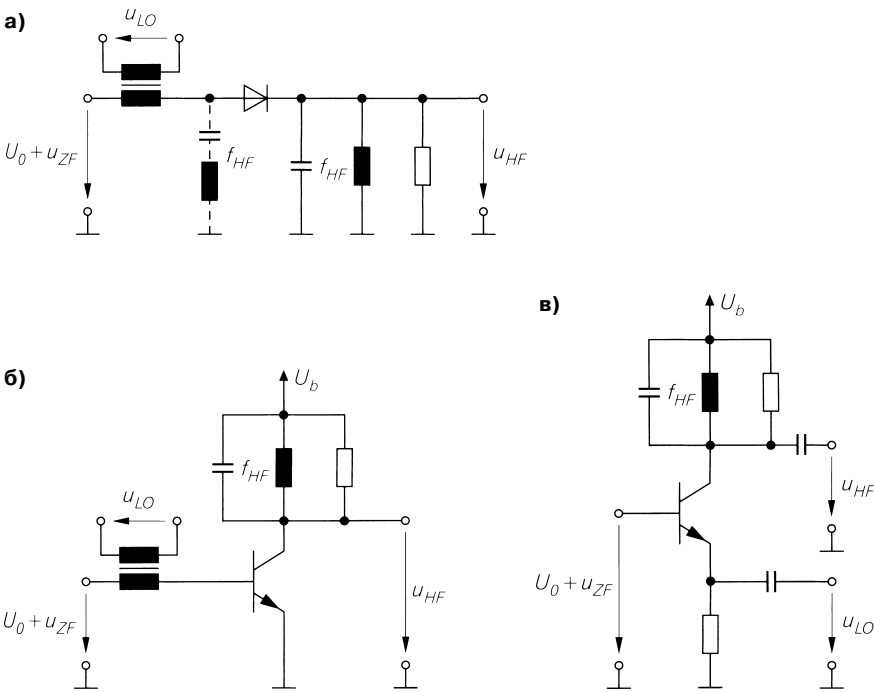 а)
u_LO
U_0 + u_ZF
f_HF
f_HF
u_HF
б)
U_b
f_HF
u_LO
U_0 + u_ZF
u_HF
в)
U_b
f_HF
u_HF
U_0 + u_ZF
u_LO